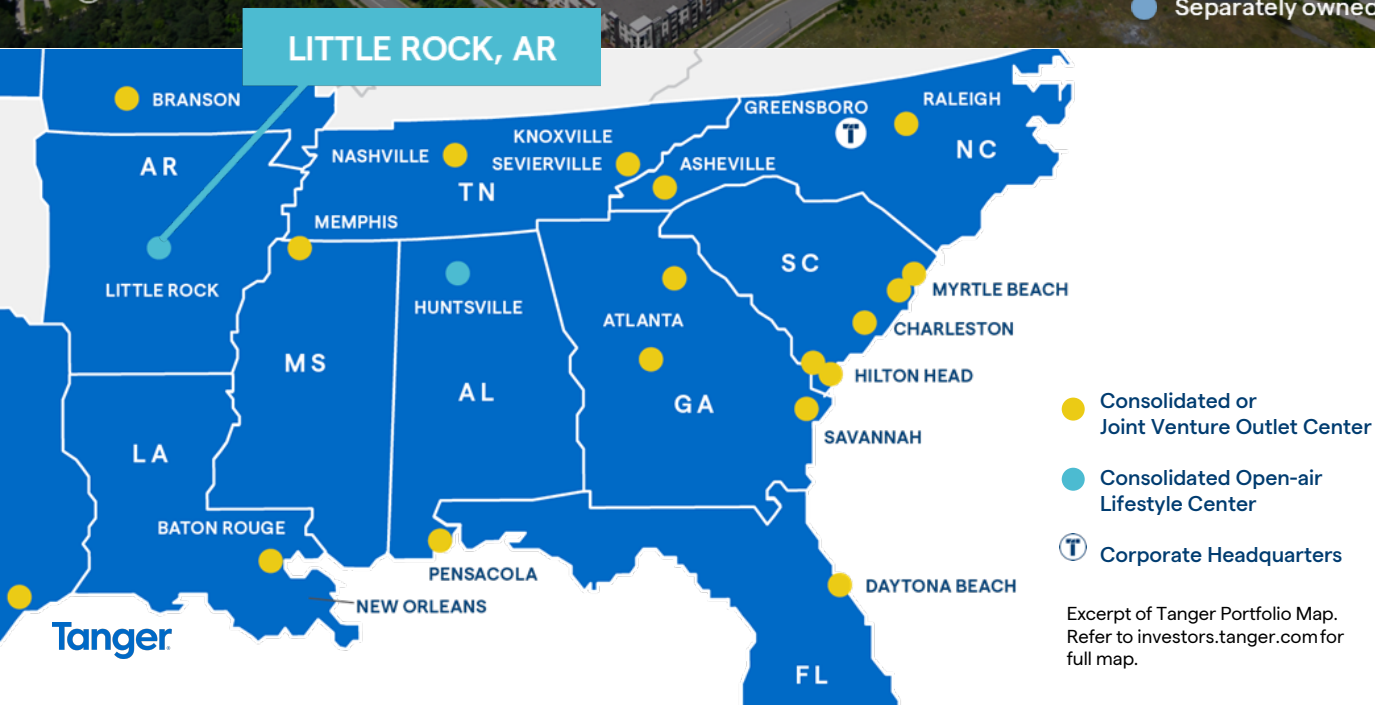 Separately owned
LITTLE ROCK, AR
BRANSON
GREENSBORO
RALEIGH
T
KNOXVILLE
NASHVILLE
SEVIERVILLE
ASHEVILLE
NC
AR
TN
MEMPHIS
LITTLE ROCK
HUNTSVILLE
SC
MYRTLE BEACH
ATLANTA
CHARLESTON
MS
AL
GA
HILTON HEAD
SAVANNAH
LA
BATON ROUGE
PENSACOLA
NEW ORLEANS
DAYTONA BEACH
FL
Consolidated or
Joint Venture Outlet Center
Consolidated Open-air
Lifestyle Center
T
Corporate Headquarters
Excerpt of Tanger Portfolio Map.
Refer to investors.tanger.com for
full map.
Tanger